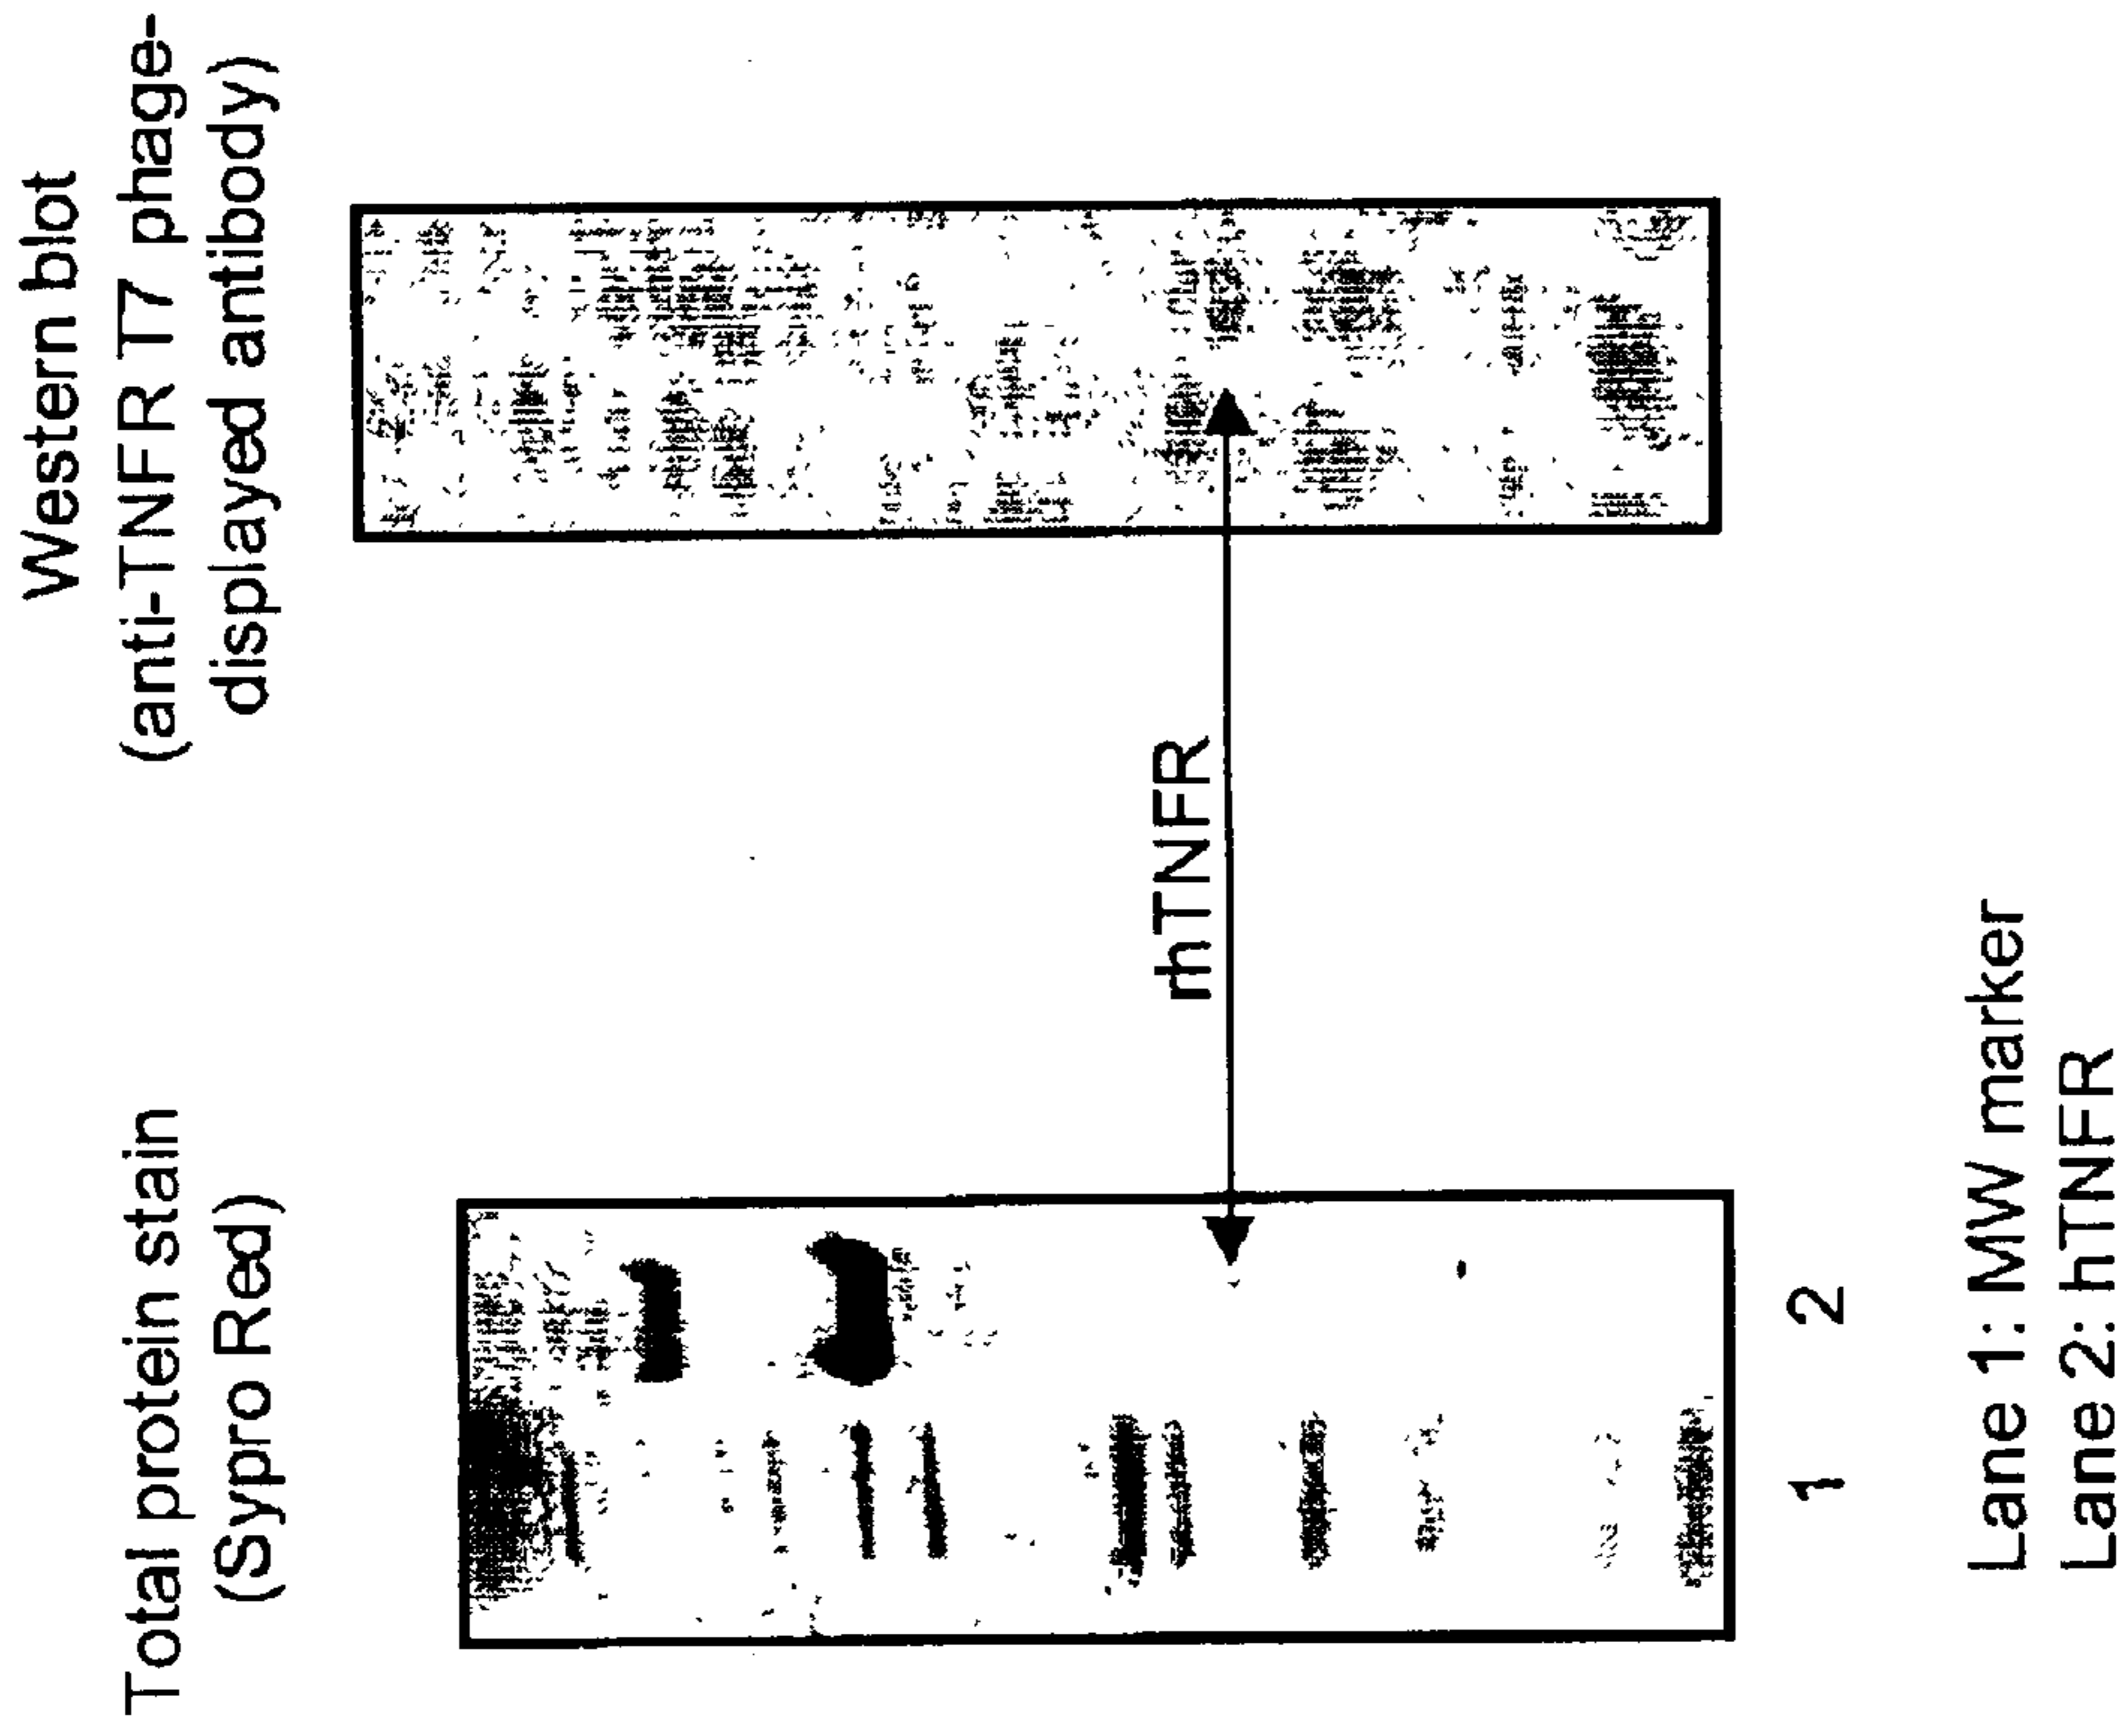 Total protein stain
(Sypro Red)
Western blot
(anti-TNFR T7 phage-
displayed antibody)
rhTNFR
1
2
Lane 1: MW marker
Lane 2: hTNFR